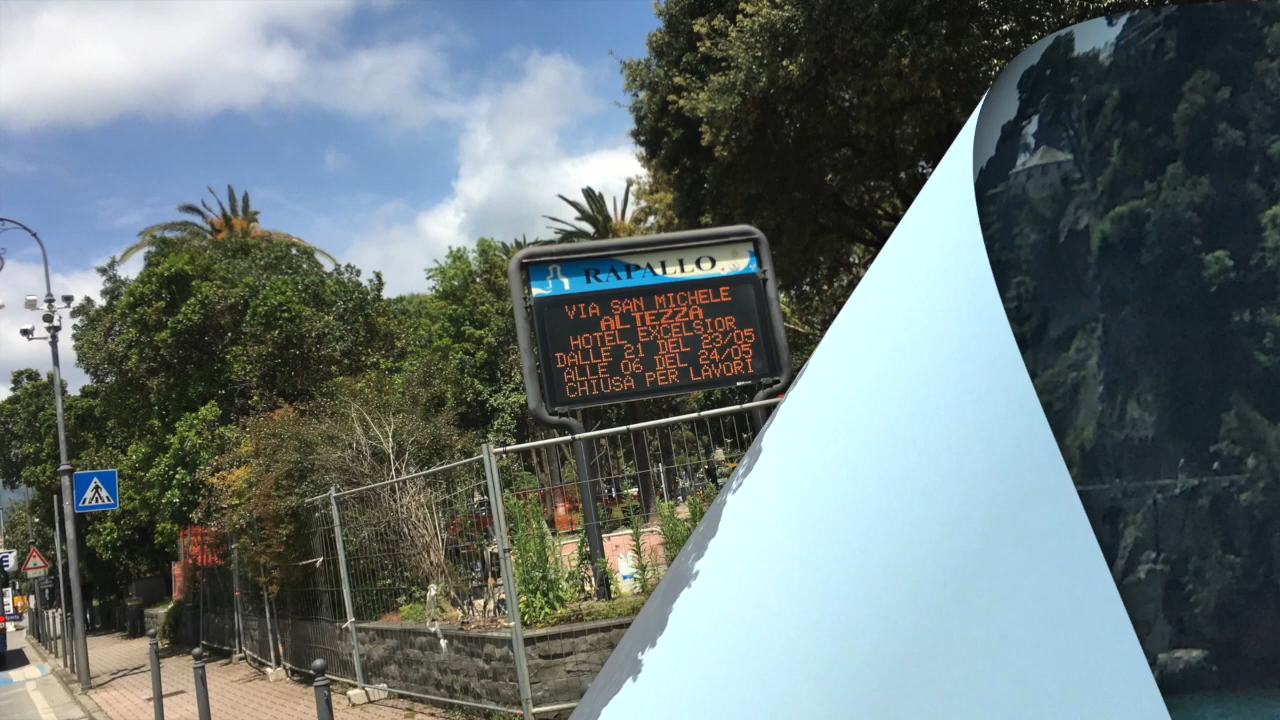 RAPALLO
VIA SAN MICHELE
ALTEZZA
HOTEL EXCELSIOR
DALLE 21 DEL 23/05
ALLE 06 DEL 24/05
CHIUSA PER LAVORI